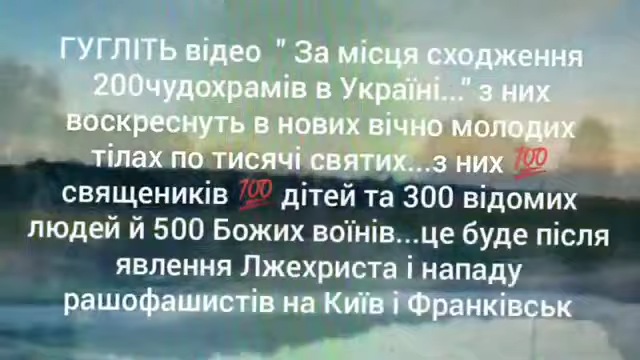 ГУГЛІТЬ відео " За місця сходження
200чудохрамів в Україні..." з них
воскреснуть в нових вічно молодих
тілах по тисячі святих...з них 💯
священиків 💯 дітей та 300 відомих
людей й 500 Божих воїнів...це буде після
явлення Лжехриста і нападу
рашофашистів на Київ і Франківськ